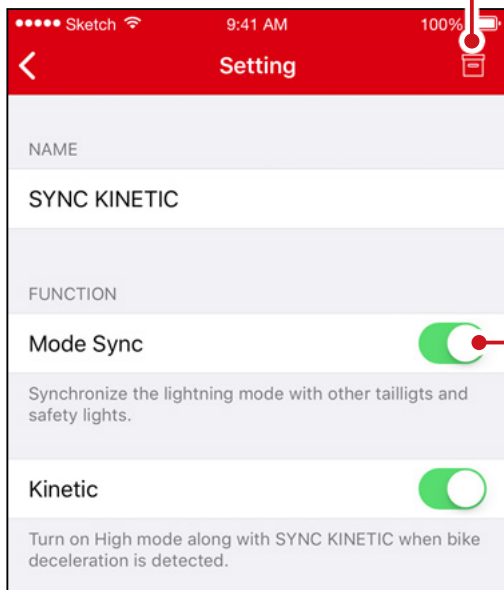 Sketch 9:41 AM 100%
Setting
NAME
SYNC KINETIC
FUNCTION
Mode Sync
Synchronize the lightning mode with other tailligts and
safety lights.
Kinetic
Turn on High mode along with SYNC KINETIC when bike
deceleration is detected.